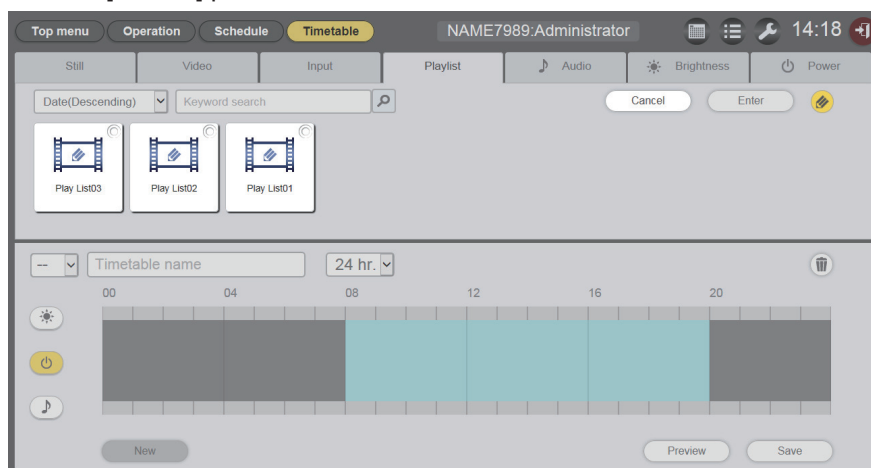 Top menu Operation Schedule Timetable NAME7989:Administrator 14:18
Still Video Input Playlist Audio Brightness Power
Date(Descending) Keyword search Cancel Enter
Play List03 Play List02 Play List01
-- Timetable name 24 hr.
00 04 08 12 16 20
New Preview Save